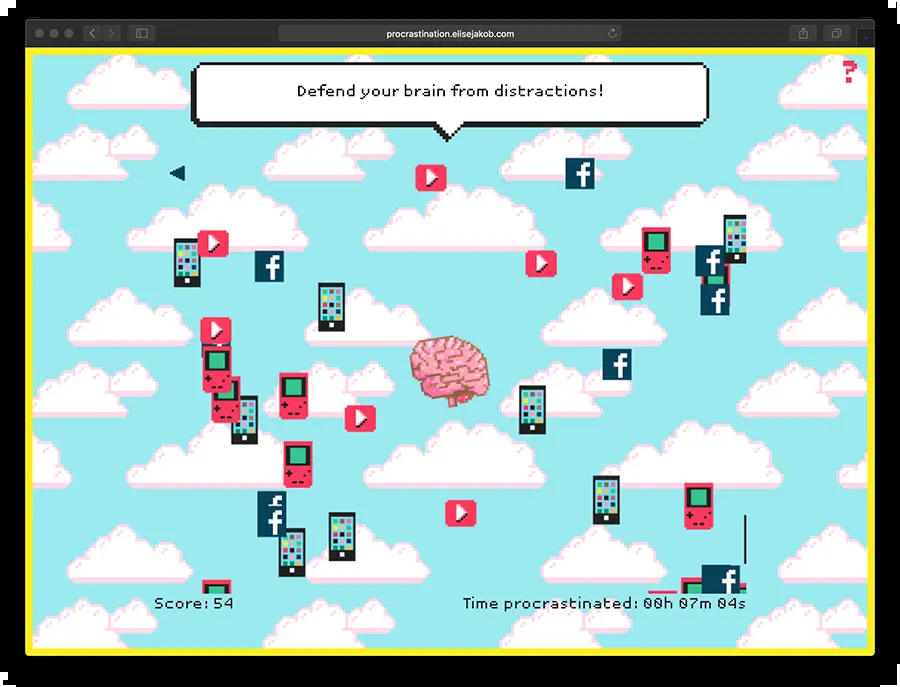 procrastination.elisejakob.com
Defend your brain from distractions!
?
f
f
f
f
f
f
f
f
Score: 54
Time procrastinated: 00h 07m 04s